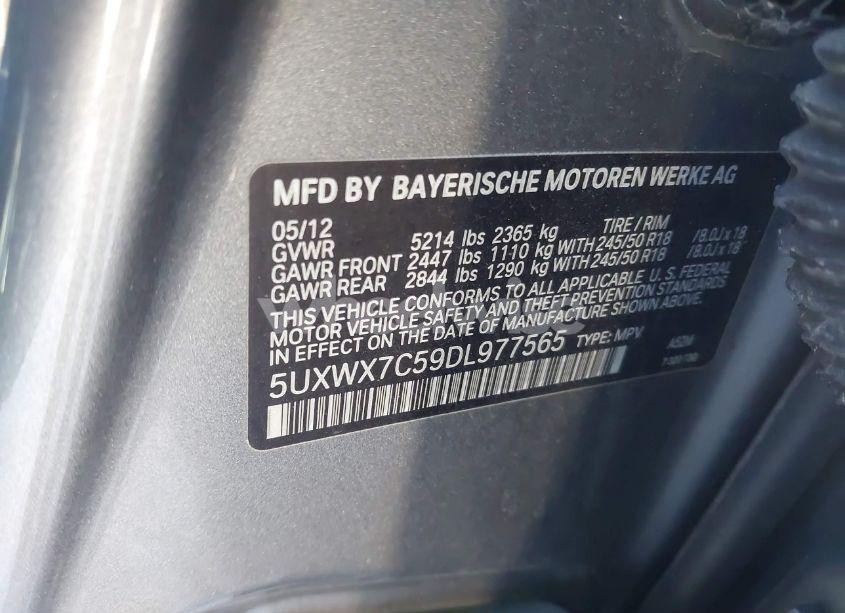 MFD BY BAYERISCHE MOTOREN WERKE AG
05/12 TIRE / RIM
GVWR 5214 lbs 2365 kg
GAWR FRONT 2447 lbs 1110 kg WITH 245/50 R18 /8.0J x 18
GAWR REAR 2844 lbs 1290 kg WITH 245/50 R18 /8.0J x 18
THIS VEHICLE CONFORMS TO ALL APPLICABLE U. S. FEDERAL
MOTOR VEHICLE SAFETY AND THEFT PREVENTION STANDARDS
IN EFFECT ON THE DATE OF MANUFACTURE SHOWN ABOVE.
5UXWX7C59DL977565 TYPE: MPV A52M